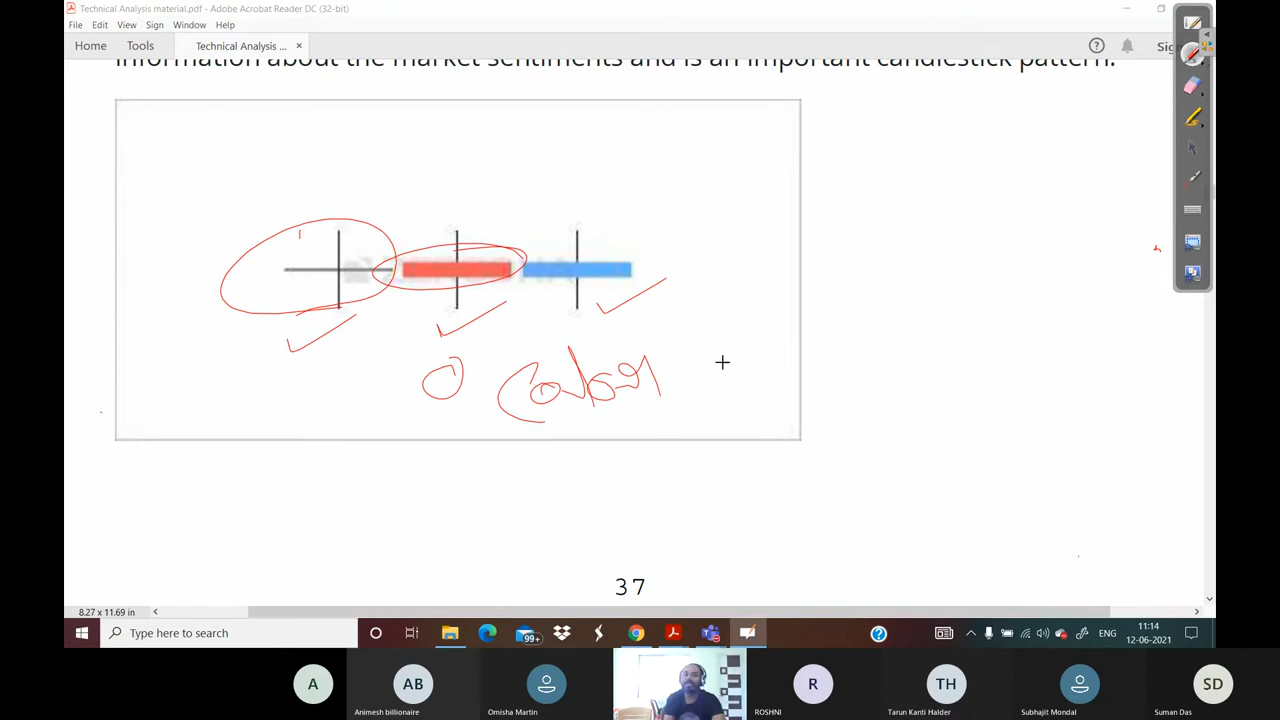 Technical Analysis material.pdf - Adobe Acrobat Reader DC (32-bit)
File Edit View Sign Window Help
Home Tools Technical Analysis ... ×
information about the market sentiments and is an important candlestick pattern.
37
8.27 x 11.69 in
Type here to search
99+
ENG
11:14
12-06-2021
A
AB
R
TH
SD
Animesh billionaire
Omisha Martin
ROSHNI
Tarun Kanti Halder
Subhajit Mondal
Suman Das